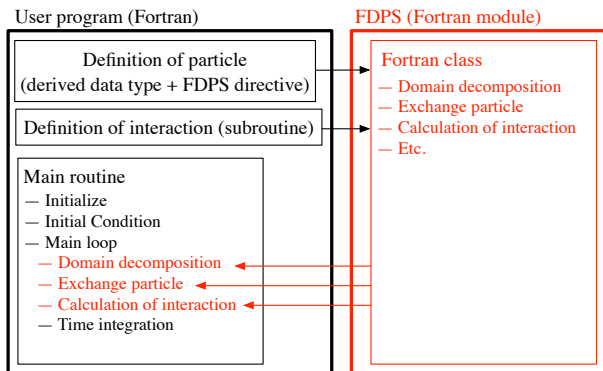 User program (Fortran)
Definition of particle
(derived data type + FDPS directive)
Definition of interaction (subroutine)
Main routine
— Initialize
— Initial Condition
— Main loop
— Domain decomposition
— Exchange particle
— Calculation of interaction
— Time integration
FDPS (Fortran module)
Fortran class
— Domain decomposition
— Exchange particle
— Calculation of interaction
— Etc.